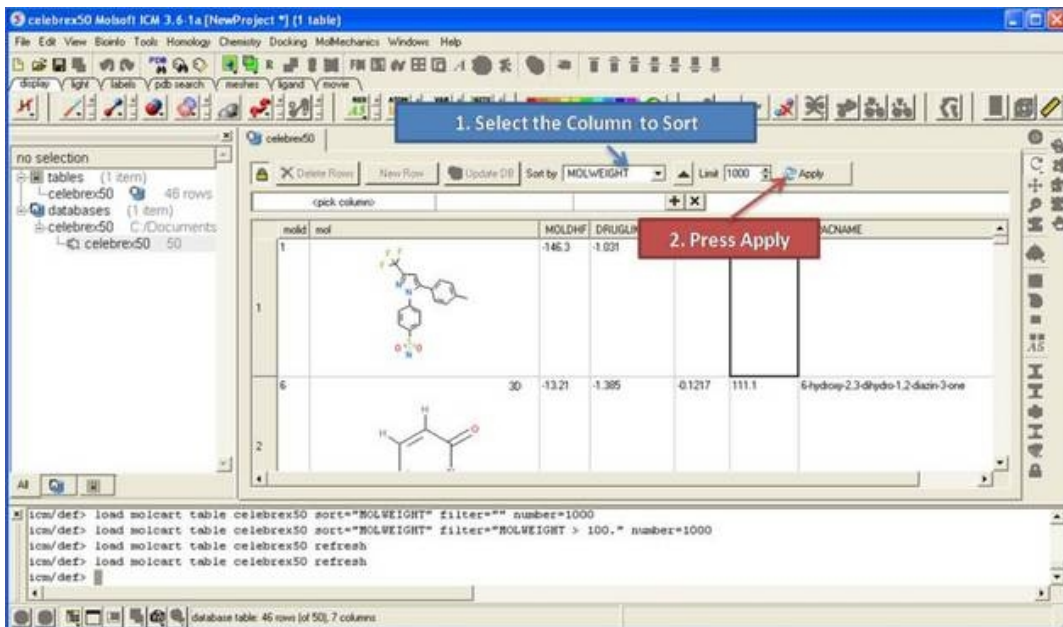 celebrex50 Molsoft ICM 3.6-1a [NewProject *] (1 table)
File Edit View Bioinfo Tools Homology Chemistry Docking MolMechanics Windows Help
display light labels pdb search meshes ligand movie
1. Select the Column to Sort
celebrex50
no selection
tables (1 item)
celebrex50 46 rows
databases (1 item)
celebrex50 C:/Documents
celebrex50 50
Delete Rows New Row Update DB Sort by MOLWEIGHT Limit 1000 Apply
<pick column>
2. Press Apply
molid mol MOLDHF DRUGLIK ACNAME
1 -146.3 -1.031
1
6 3D -13.21 -1.385 -0.1217 111.1 6-hydroxy-2,3-dihydro-1,2-diazin-3-one
2
All
icm/def> load molcart table celebrex50 sort="MOLWEIGHT" filter="" number=1000
icm/def> load molcart table celebrex50 sort="MOLWEIGHT" filter="MOLWEIGHT > 100." number=1000
icm/def> load molcart table celebrex50 refresh
icm/def> load molcart table celebrex50 refresh
icm/def>
database table: 46 rows (of 50), 7 columns